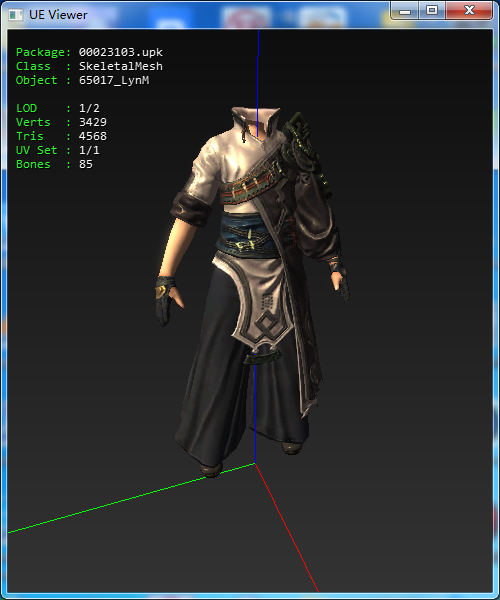 UE Viewer
Package: 00023103.upk
Class : SkeletalMesh
Object : 65017_LynM
LOD : 1/2
Verts : 3429
Tris : 4568
UV Set : 1/1
Bones : 85